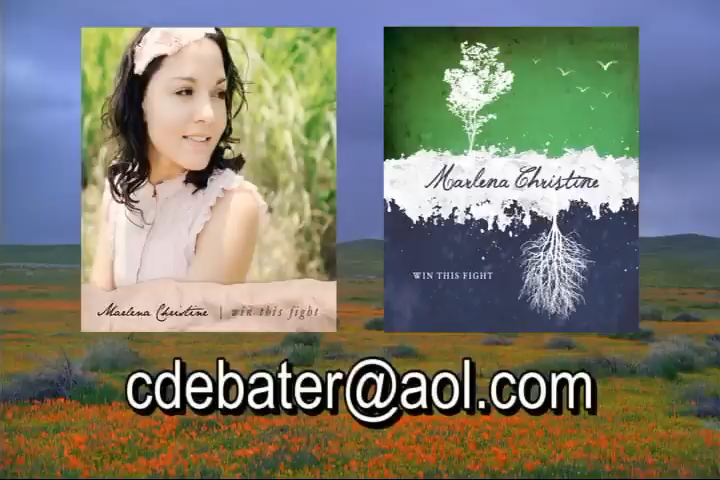 Marlena Christine | win this fight
Marlena Christine
WIN THIS FIGHT
cdebater@aol.com